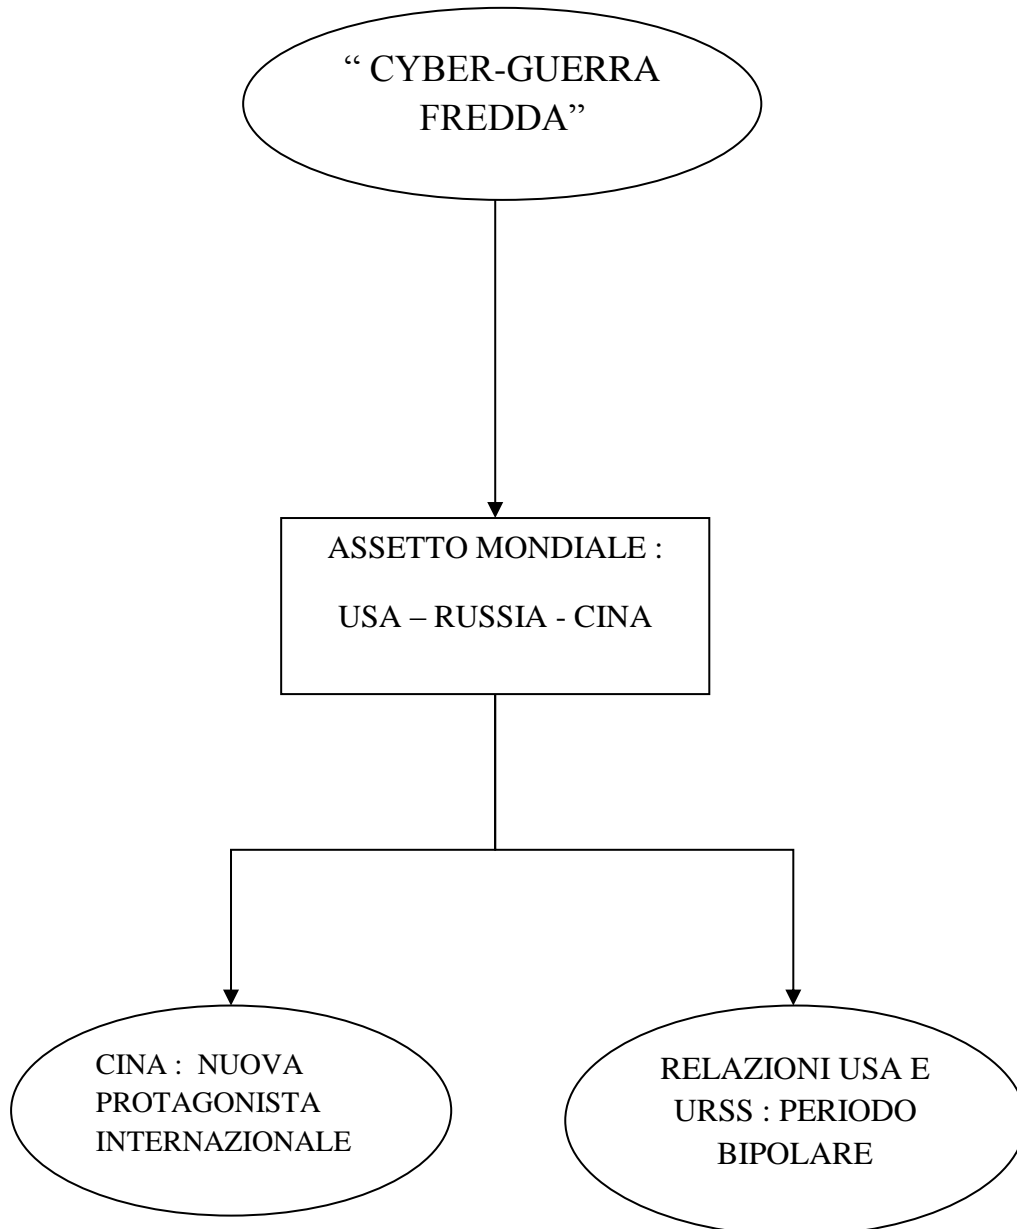 “ CYBER-GUERRA
FREDDA”
ASSETTO MONDIALE :
USA – RUSSIA - CINA
CINA : NUOVA
PROTAGONISTA
INTERNAZIONALE
RELAZIONI USA E
URSS : PERIODO
BIPOLARE